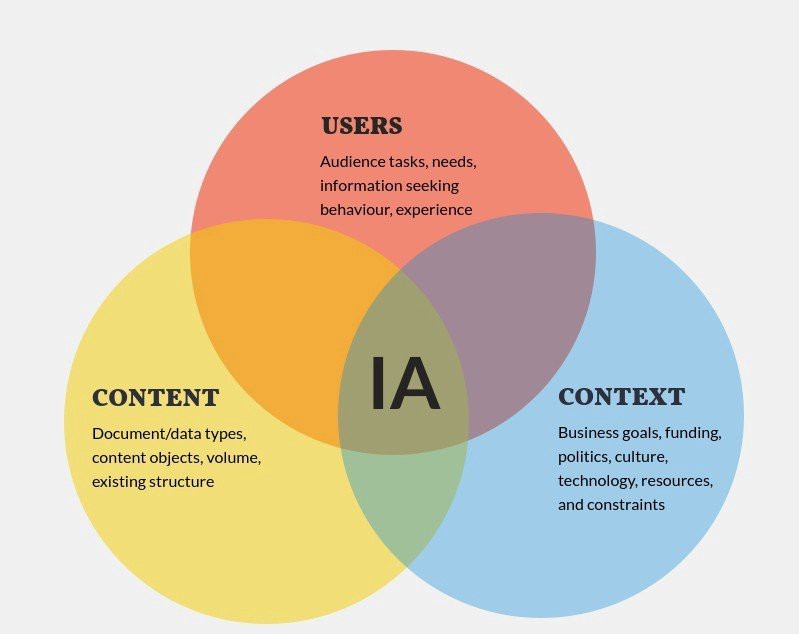 USERS
Audience tasks, needs,
information seeking
behaviour, experience
IA
CONTENT
Document/data types,
content objects, volume,
existing structure
CONTEXT
Business goals, funding,
politics, culture,
technology, resources,
and constraints